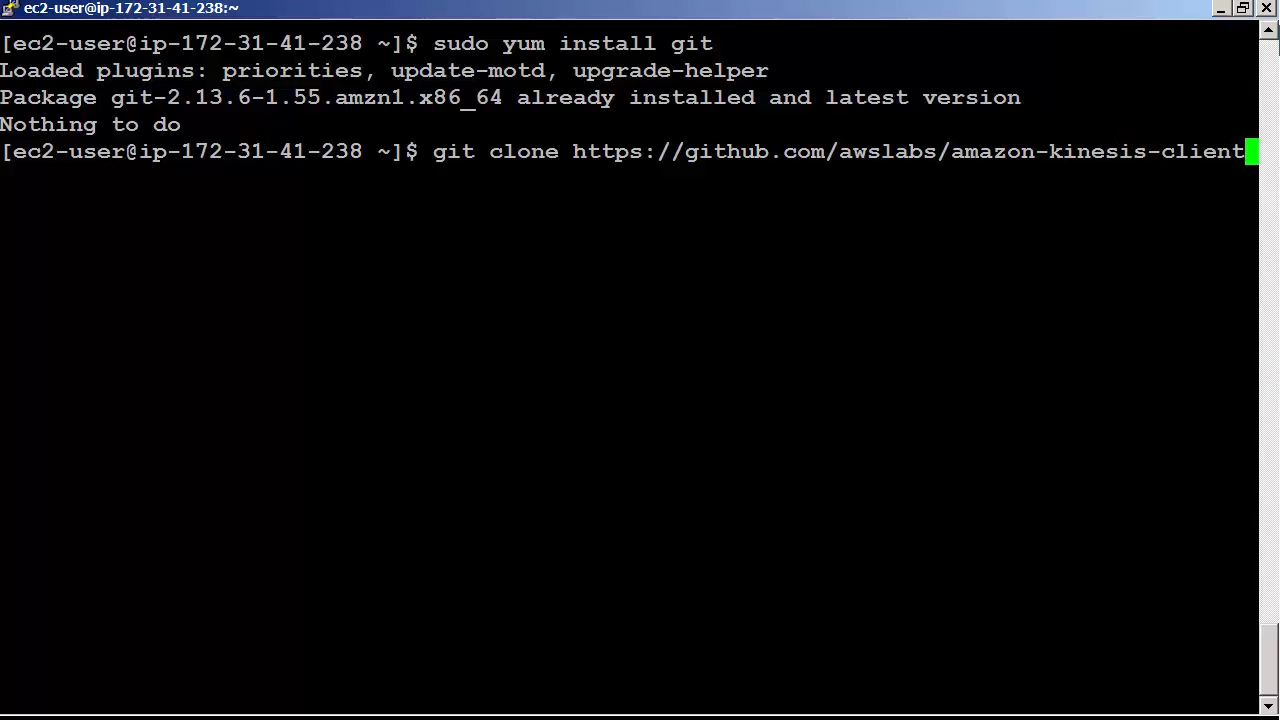 ec2-user@ip-172-31-41-238:~
[ec2-user@ip-172-31-41-238 ~]$ sudo yum install git
Loaded plugins: priorities, update-motd, upgrade-helper
Package git-2.13.6-1.55.amzn1.x86_64 already installed and latest version
Nothing to do
[ec2-user@ip-172-31-41-238 ~]$ git clone https://github.com/awslabs/amazon-kinesis-client